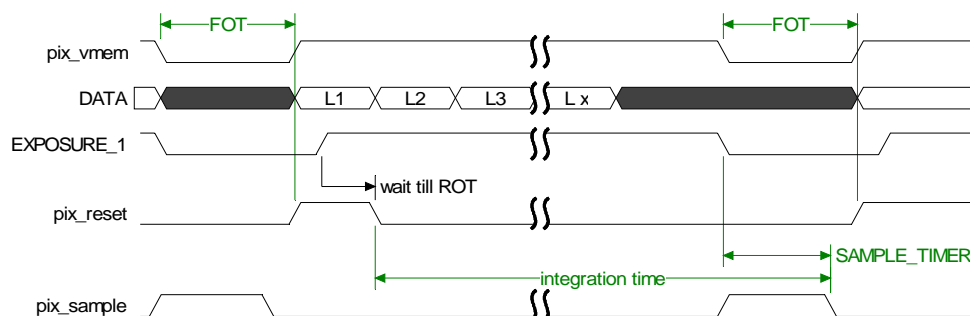 FOT FOT
pix_vmem
DATA L1 L2 L3 L x
EXPOSURE_1
wait till ROT
pix_reset
SAMPLE_TIMER
integration time
pix_sample